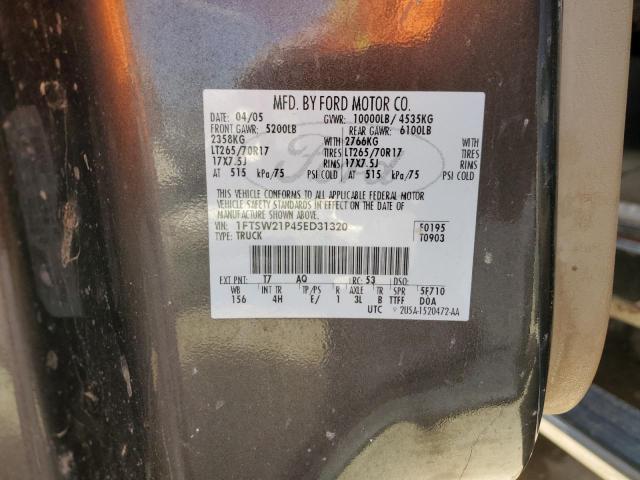 MFD. BY FORD MOTOR CO.
DATE 04/05 GVWR: 10000LB/ 4535KG
FRONT GAWR: 5200LB REAR GAWR: 6100LB
2358KG WITH 2766KG WITH
LT265/70R17 TIRES LT265/70R17 TIRES
17X7.5J RIMS 17X7.5J RIMS
AT 515 kPa/75 PSI COLD AT 515 kPa/75 PSI COLD
THIS VEHICLE CONFORMS TO ALL APPLICABLE FEDERAL MOTOR
VEHICLE SAFETY STANDARDS IN EFFECT ON THE DATE OF
MANUFACTURE SHOWN ABOVE.
VIN: 1FTSW21P45ED31320 F0195
TYPE: TRUCK T0903
EXT PNT: T7 AQ RC: 53 DSO:
WB INT TR TP/PS R AXLE TR SPR 5F710
156 4H E/ 1 3L B TTFF D0A
UTC 2U5A-1520472-AA
Ford